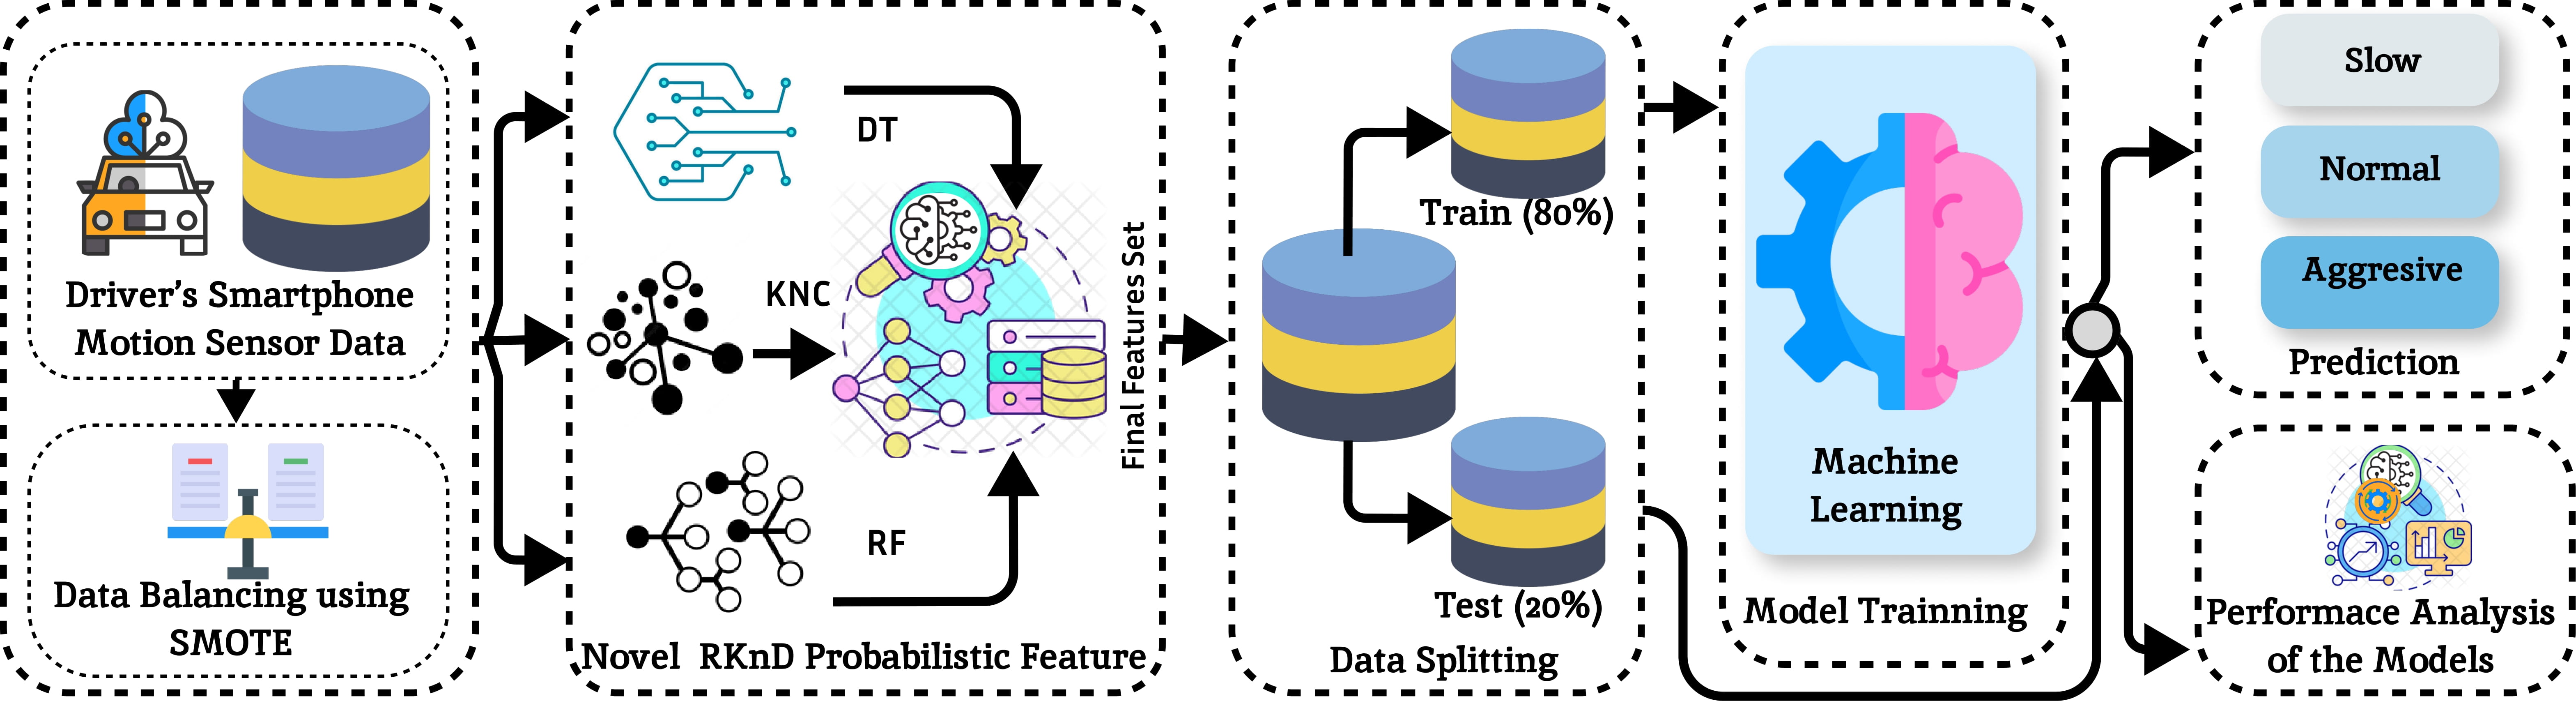 Driver's Smartphone
Motion Sensor Data
Data Balancing using
SMOTE
DT
KNC
RF
Final Features Set
Novel RKnD Probabilistic Feature
Train (80%)
Test (20%)
Data Splitting
Machine
Learning
Model Trainning
Slow
Normal
Aggresive
Prediction
Performace Analysis
of the Models